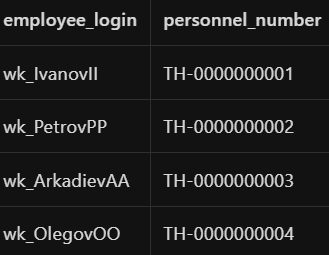 employee_login personnel_number
wk_IvanovII TH-0000000001
wk_PetrovPP TH-0000000002
wk_ArkadievAA TH-0000000003
wk_OlegovOO TH-0000000004